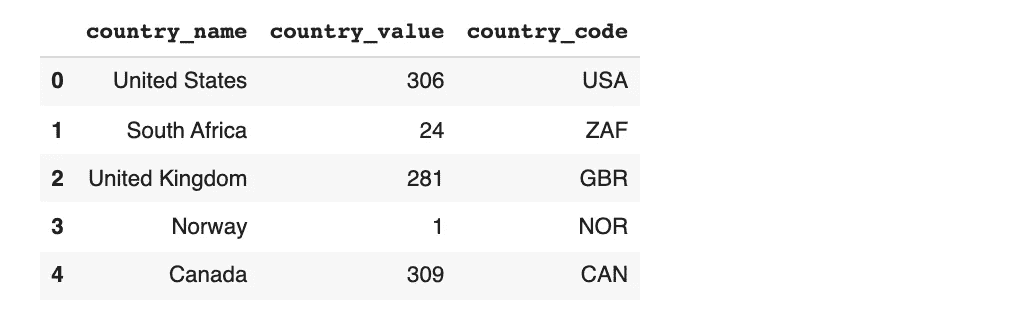 country_name country_value country_code
0 United States 306 USA
1 South Africa 24 ZAF
2 United Kingdom 281 GBR
3 Norway 1 NOR
4 Canada 309 CAN